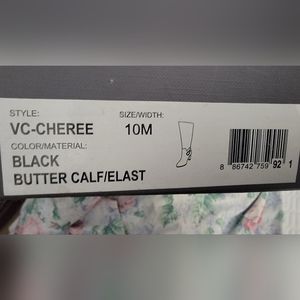 STYLE: SIZE/WIDTH:
VC-CHEREE 10M
COLOR/MATERIAL:
BLACK
BUTTER CALF/ELAST
8 86742 759 92 1